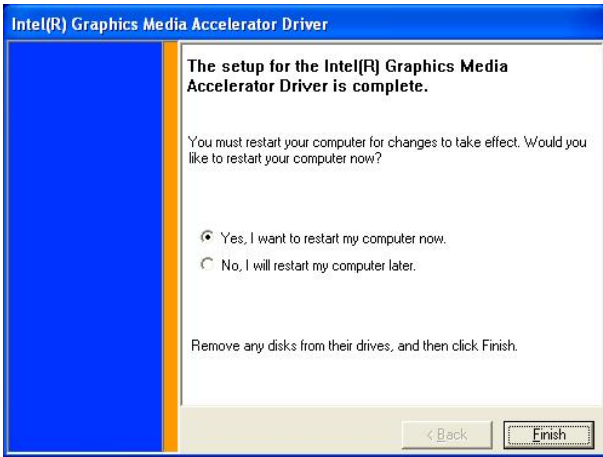 Intel(R) Graphics Media Accelerator Driver
The setup for the Intel(R) Graphics Media
Accelerator Driver is complete.
You must restart your computer for changes to take effect. Would you
like to restart your computer now?
Yes, I want to restart my computer now.
No, I will restart my computer later.
Remove any disks from their drives, and then click Finish.
< Back
Finish